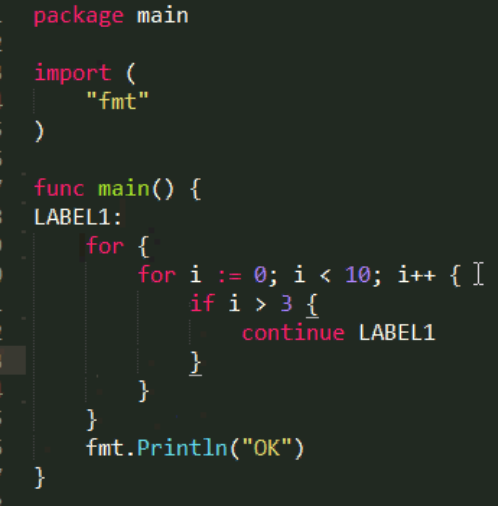 package main
import (
"fmt"
)
func main() {
LABEL1:
for {
for i := 0; i < 10; i++ {
if i > 3 {
continue LABEL1
}
}
}
fmt.Println("OK")
}